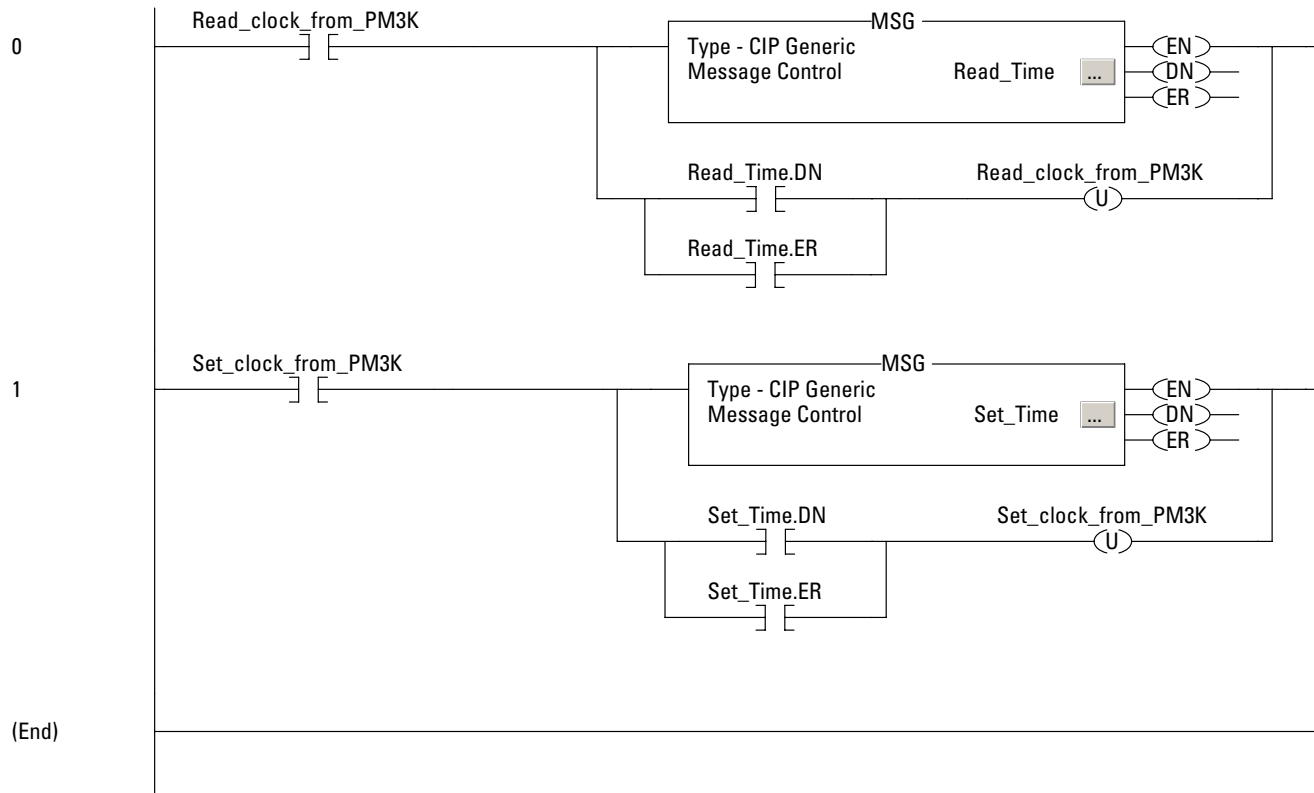 Read_clock_from_PM3K
MSG
0
Type - CIP Generic
EN
Message Control Read_Time ...
DN
ER
Read_Time.DN Read_clock_from_PM3K
U
Read_Time.ER
Set_clock_from_PM3K
MSG
1
Type - CIP Generic
EN
Message Control Set_Time ...
DN
ER
Set_Time.DN Set_clock_from_PM3K
U
Set_Time.ER
(End)